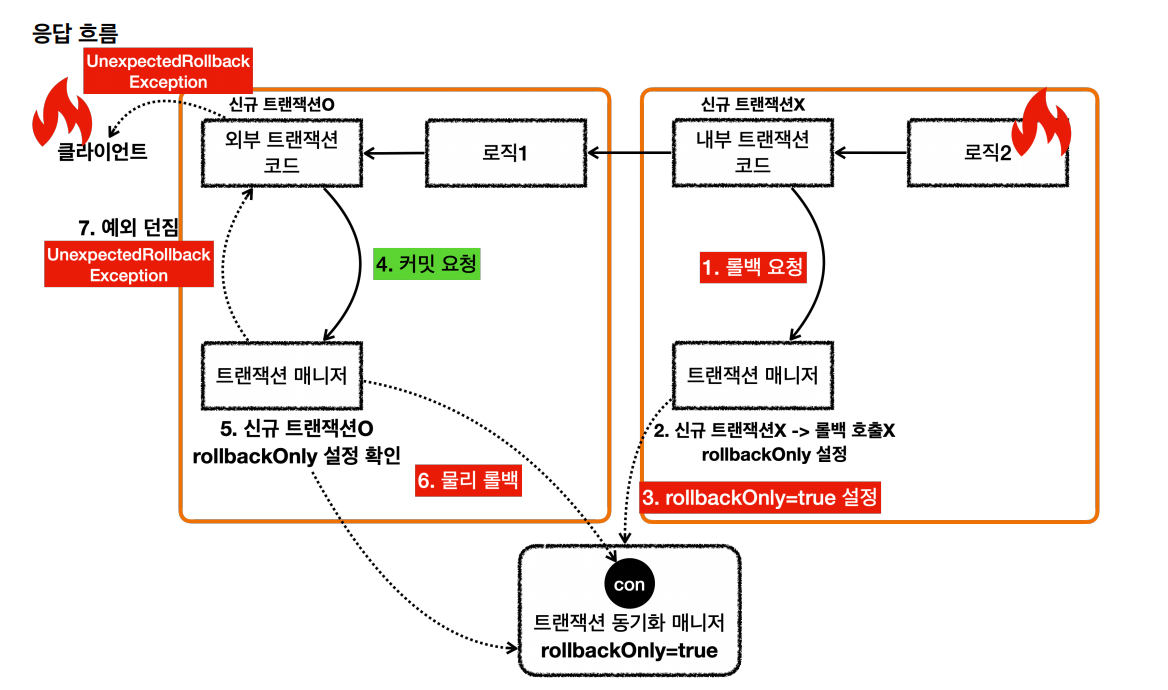 응답 흐름
UnexpectedRollback
Exception
클라이언트
신규 트랜잭션O
외부 트랜잭션
코드
로직1
신규 트랜잭션X
내부 트랜잭션
코드
로직2
7. 예외 던짐
UnexpectedRollback
Exception
4. 커밋 요청
1. 롤백 요청
트랜잭션 매니저
트랜잭션 매니저
5. 신규 트랜잭션O
rollbackOnly 설정 확인
2. 신규 트랜잭션X -> 롤백 호출X
rollbackOnly 설정
6. 물리 롤백
3. rollbackOnly=true 설정
con
트랜잭션 동기화 매니저
rollbackOnly=true